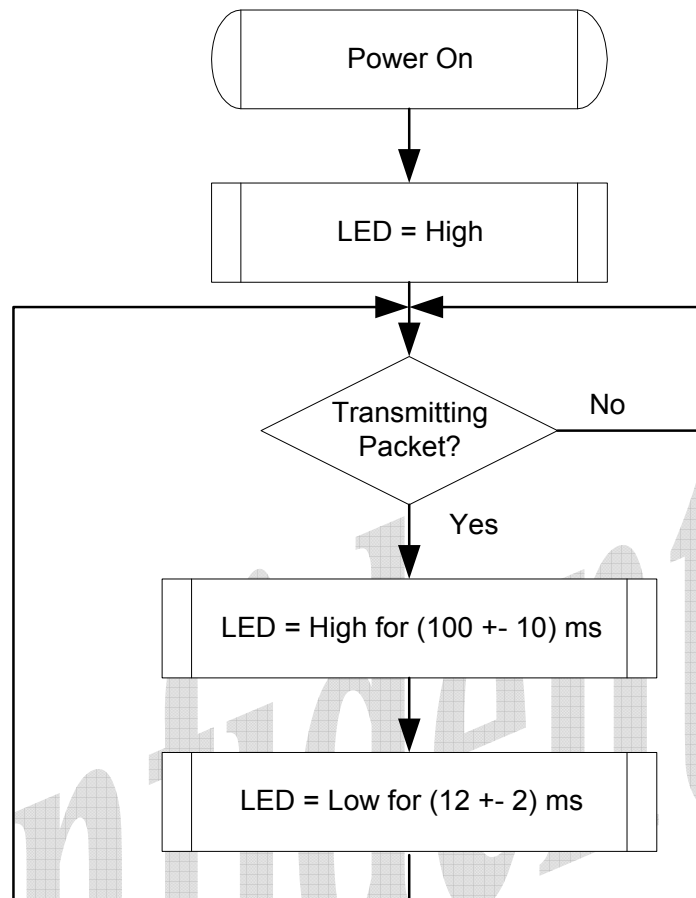 Power On
LED = High
Transmitting
Packet?
No
Yes
LED = High for (100 +- 10) ms
LED = Low for (12 +- 2) ms